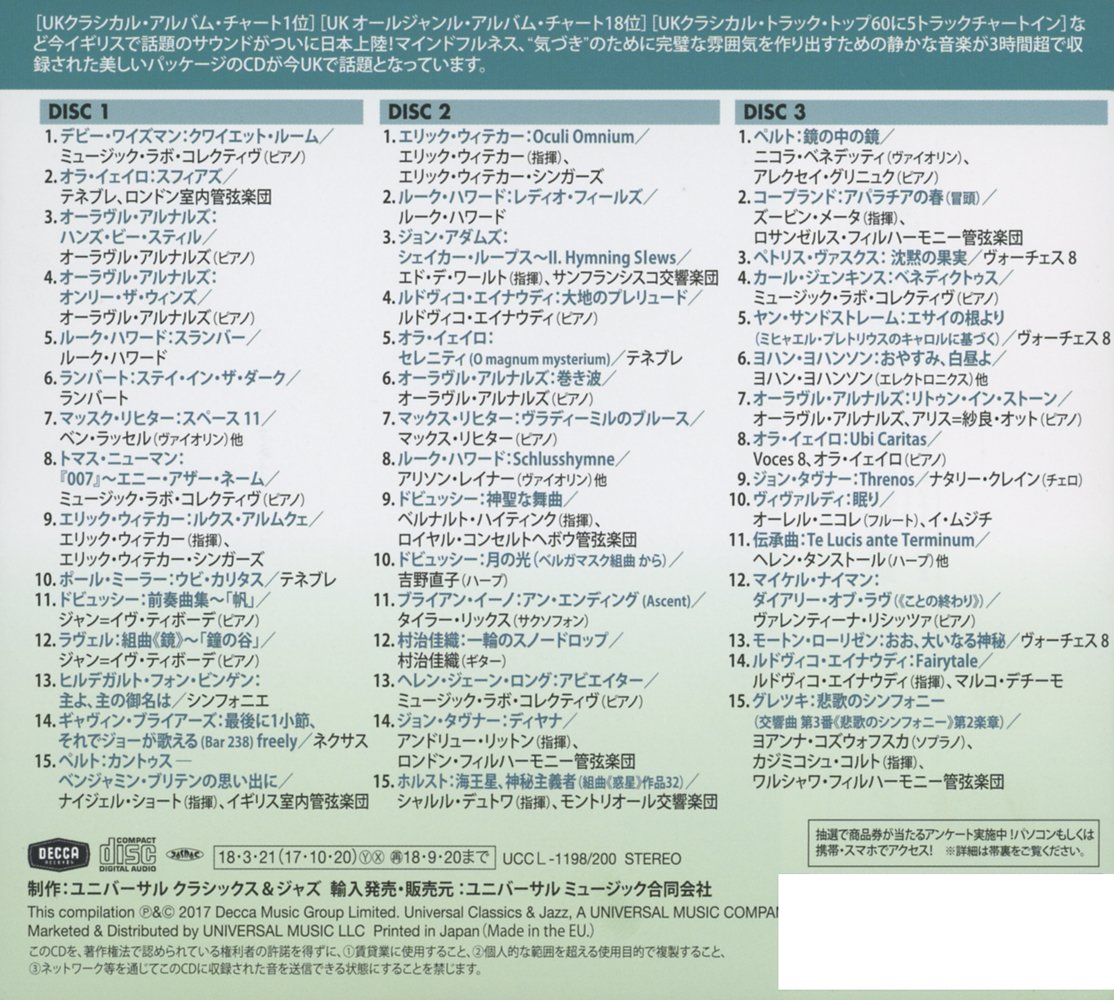 ［UKクラシカル・アルバム・チャート1位］［UK オールジャンル・アルバム・チャート18位］［UKクラシカル・トラック・トップ60に5トラックチャートイン］な
ど今イギリスで話題のサウンドがついに日本上陸！マインドフルネス、“気づき”のために完璧な雰囲気を作り出すための静かな音楽が3時間超で収
録された美しいパッケージのCDが今UKで話題となっています。
DISC 1
1.デビー・ワイズマン：クワイエット・ルーム／
ミュージック・ラボ・コレクティヴ（ピアノ）
2.オラ・イェイロ：スフィアズ／
テネブレ、ロンドン室内管弦楽団
3.オーラヴル・アルナルズ：
ハンズ・ビー・スティル／
オーラヴル・アルナルズ（ピアノ）
4.オーラヴル・アルナルズ：
オンリー・ザ・ウィンズ／
オーラヴル・アルナルズ（ピアノ）
5.ルーク・ハワード：スランバー／
ルーク・ハワード
6.ランバート：ステイ・イン・ザ・ダーク／
ランバート
7.マッスク・リヒター：スペース 11／
ベン・ラッセル（ヴァイオリン）他
8.トマス・ニューマン：
『007』～エニー・アザー・ネーム／
ミュージック・ラボ・コレクティヴ（ピアノ）
9.エリック・ウィテカー：ルクス・アルムクェ／
エリック・ウィテカー（指揮）、
エリック・ウィテカー・シンガーズ
10.ポール・ミーラー：ウビ・カリタス／テネブレ
11.ドビュッシー：前奏曲集～「帆」／
ジャン＝イヴ・ティボーデ（ピアノ）
12.ラヴェル：組曲《鏡》～「鐘の谷」／
ジャン＝イヴ・ティボーデ（ピアノ）
13.ヒルデガルト・フォン・ビンゲン：
主よ、主の御名は／シンフォニエ
14.ギャヴィン・ブライアーズ：最後に1小節、
それでジョーが歌える (Bar 238) freely／ネクサス
15.ペルト：カントゥス ―
ベンジャミン・ブリテンの思い出に／
ナイジェル・ショート（指揮）、イギリス室内管弦楽団
DISC 2
1.エリック・ウィテカー：Oculi Omnium／
エリック・ウィテカー（指揮）、
エリック・ウィテカー・シンガーズ
2.ルーク・ハワード：レディオ・フィールズ／
ルーク・ハワード
3.ジョン・アダムズ：
シェイカー・ループス～II. Hymning Slews／
エド・デ・ワールト（指揮）、サンフランシスコ交響楽団
4.ルドヴィコ・エイナウディ：大地のプレリュード／
ルドヴィコ・エイナウディ（ピアノ）
5.オラ・イェイロ：
セレニティ (O magnum mysterium)／テネブレ
6.オーラヴル・アルナルズ：巻き波／
オーラヴル・アルナルズ（ピアノ）
7.マックス・リヒター：ヴラディーミルのブルース／
マックス・リヒター（ピアノ）
8.ルーク・ハワード：Schlusshymne／
アリソン・レイナー（ヴァイオリン）他
9.ドビュッシー：神聖な舞曲／
ベルナルト・ハイティンク（指揮）、
ロイヤル・コンセルトヘボウ管弦楽団
10.ドビュッシー：月の光（ベルガマスク組曲 から）／
吉野直子（ハープ）
11.ブライアン・イーノ：アン・エンディング (Ascent)／
タイラー・リックス（サクソフォン）
12.村治佳織：一輪のスノードロップ／
村治佳織（ギター）
13.ヘレン・ジェーン・ロング：アビエイター／
ミュージック・ラボ・コレクティヴ（ピアノ）
14.ジョン・タヴナー：ディヤナ／
アンドリュー・リットン（指揮）、
ロンドン・フィルハーモニー管弦楽団
15.ホルスト：海王星、神秘主義者（組曲《惑星》作品32）／
シャルル・デュトワ（指揮）、モントリオール交響楽団
DISC 3
1.ペルト：鏡の中の鏡／
ニコラ・ベネデッティ（ヴァイオリン）、
アレクセイ・グリニュク（ピアノ）
2.コープランド：アパラチアの春（冒頭）／
ズービン・メータ（指揮）、
ロサンゼルス・フィルハーモニー管弦楽団
3.ペトリス・ヴァスクス：沈黙の果実／ヴォーチェス 8
4.カール・ジェンキンス：ベネディクトゥス／
ミュージック・ラボ・コレクティヴ（ピアノ）
5.ヤン・サンドストレーム：エサイの根より
（ミヒャエル・プレトリウスのキャロルに基づく）／ヴォーチェス 8
6.ヨハン・ヨハンソン：おやすみ、白昼よ／
ヨハン・ヨハンソン（エレクトロニクス）他
7.オーラヴル・アルナルズ：リトゥン・イン・ストーン／
オーラヴル・アルナルズ、アリス＝紗良・オット（ピアノ）
8.オラ・イェイロ：Ubi Caritas／
Voces 8、オラ・イェイロ（ピアノ）
9.ジョン・タヴナー：Threnos／ナタリー・クレイン（チェロ）
10.ヴィヴァルディ：眠り／
オーレル・ニコレ（フルート）、イ・ムジチ
11.伝承曲：Te Lucis ante Terminum／
ヘレン・タンストール（ハープ）他
12.マイケル・ナイマン：
ダイアリー・オブ・ラヴ（《ことの終わり》）／
ヴァレンティーナ・リシッツァ（ピアノ）
13.モートン・ローリゼン：おお、大いなる神秘／ヴォーチェス 8
14.ルドヴィコ・エイナウディ：Fairytale／
ルドヴィコ・エイナウディ（指揮）、マルコ・デチーモ
15.グレツキ：悲歌のシンフォニー
（交響曲 第3番《悲歌のシンフォニー》第2楽章）／
ヨアンナ・コズウォフスカ（ソプラノ）、
カジミコシュ・コルト（指揮）、
ワルシャワ・フィルハーモニー管弦楽団
抽選で商品券が当たるアンケート実施中！パソコンもしくは
携帯・スマホでアクセス！ ※詳細は帯裏をご覧ください。
DECCA
RECORDS
COMPACT
disc
DIGITAL AUDIO
18・3・21（17・10・20）ⓎⓍ ㊢18・9・20まで
UCCL-1198/200 STEREO
制作：ユニバーサル クラシックス＆ジャズ 輸入発売・販売元：ユニバーサル ミュージック合同会社
This compilation ℗&© 2017 Decca Music Group Limited. Universal Classics & Jazz, A UNIVERSAL MUSIC
Marketed & Distributed by UNIVERSAL MUSIC LLC Printed in Japan (Made in the EU.)
このCDを、著作権法で認められている権利者の許諾を得ずに、①賃貸業に使用すること、②個人的な範囲を超える使用目的で複製すること、
③ネットワーク等を通じてこのCDに収録された音を送信できる状態にすることを禁じます。